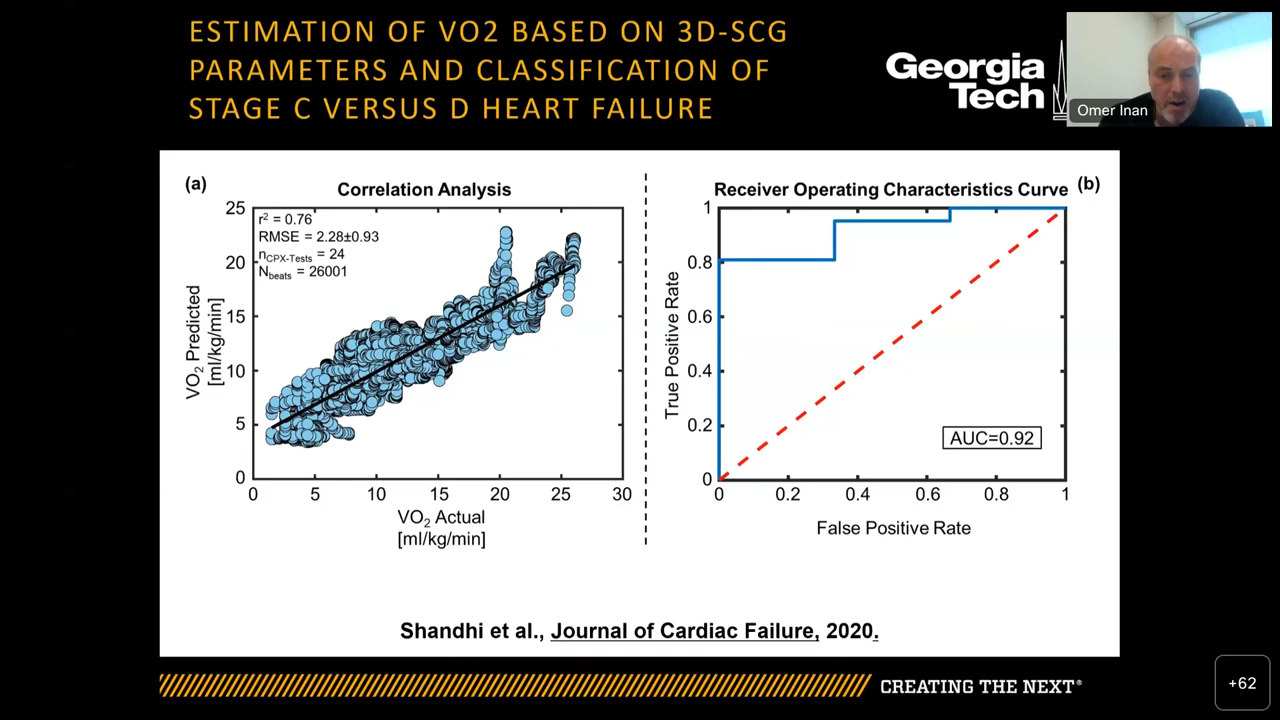 ESTIMATION OF VO2 BASED ON 3D-SCG
PARAMETERS AND CLASSIFICATION OF
STAGE C VERSUS D HEART FAILURE
Georgia
Tech
Omer Inan
(a)
Correlation Analysis
r² = 0.76
RMSE = 2.28±0.93
nCPX-Tests = 24
Nbeats = 26001
25
20
15
10
5
0
VO₂ Predicted
[ml/kg/min]
0 5 10 15 20 25 30
VO₂ Actual
[ml/kg/min]
Receiver Operating Characteristics Curve
(b)
1
0.8
0.6
0.4
0.2
0
True Positive Rate
AUC=0.92
0 0.2 0.4 0.6 0.8 1
False Positive Rate
Shandhi et al., Journal of Cardiac Failure, 2020.
CREATING THE NEXT®
+62